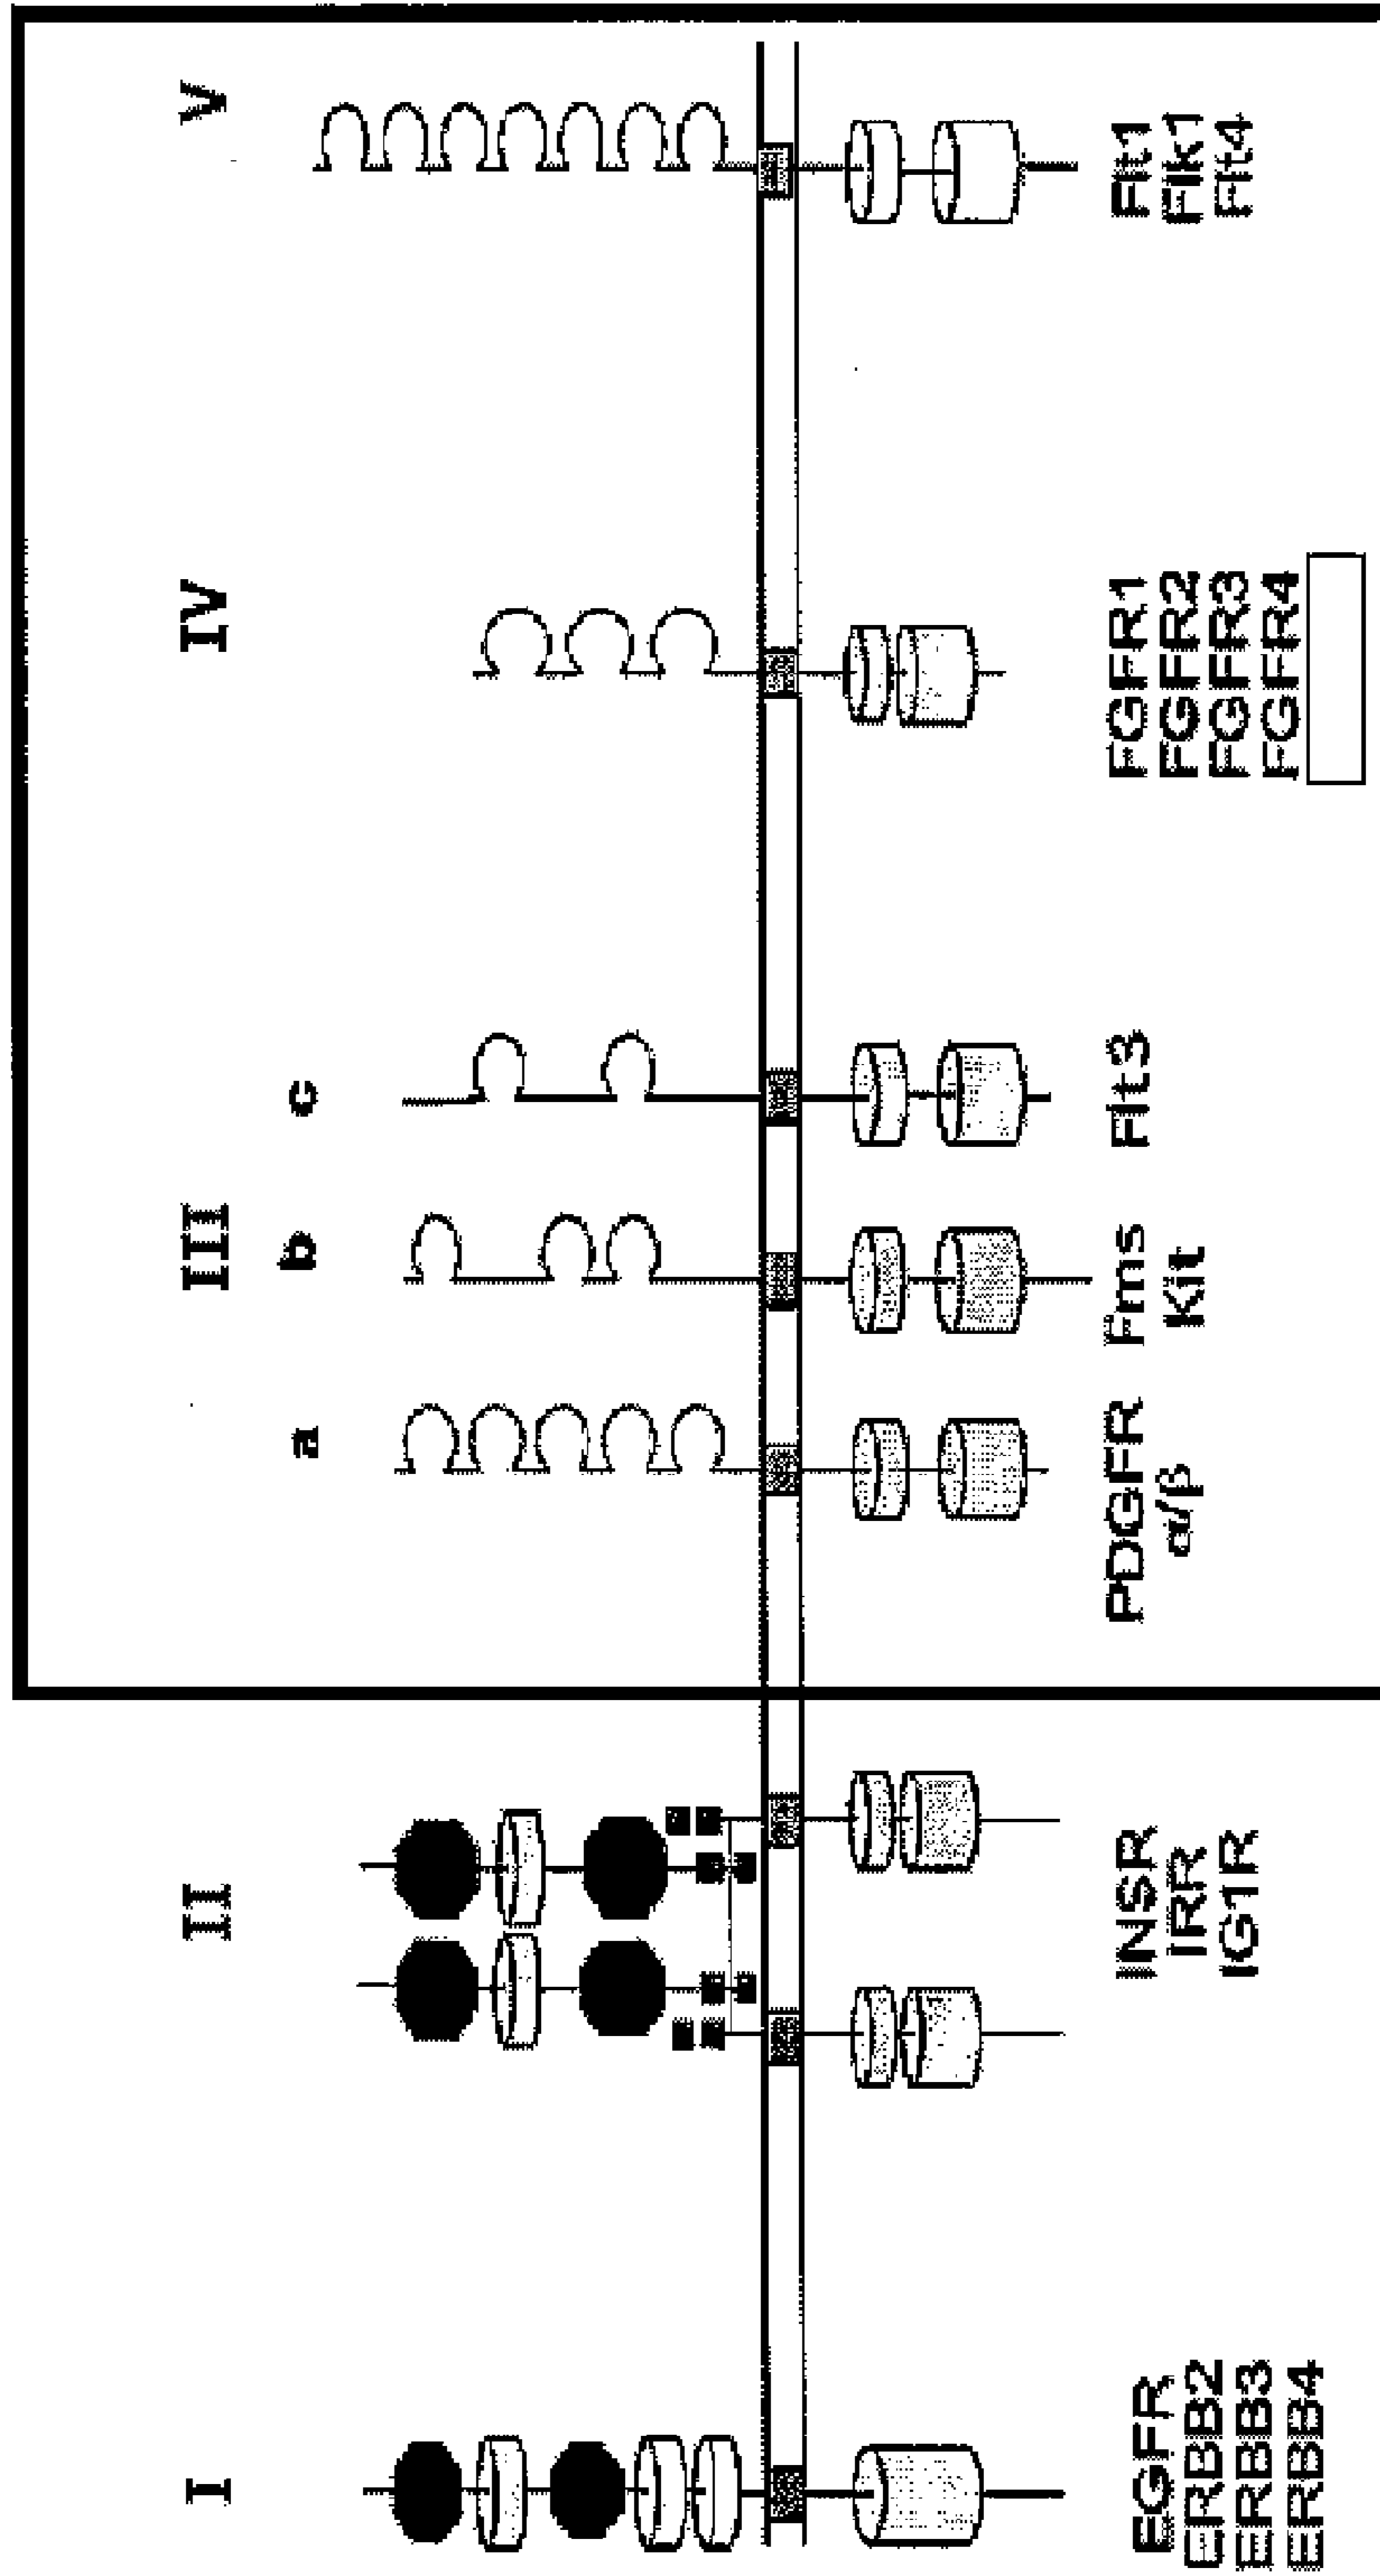 I II III IV V
a b c
EGFR
ERBB2
ERBB3
ERBB4
INSR
IRR
IG1R
PDGFR
α/β
Fms
Kit
Flt3
FGFR1
FGFR2
FGFR3
FGFR4
Flt1
Flk1
Flt4